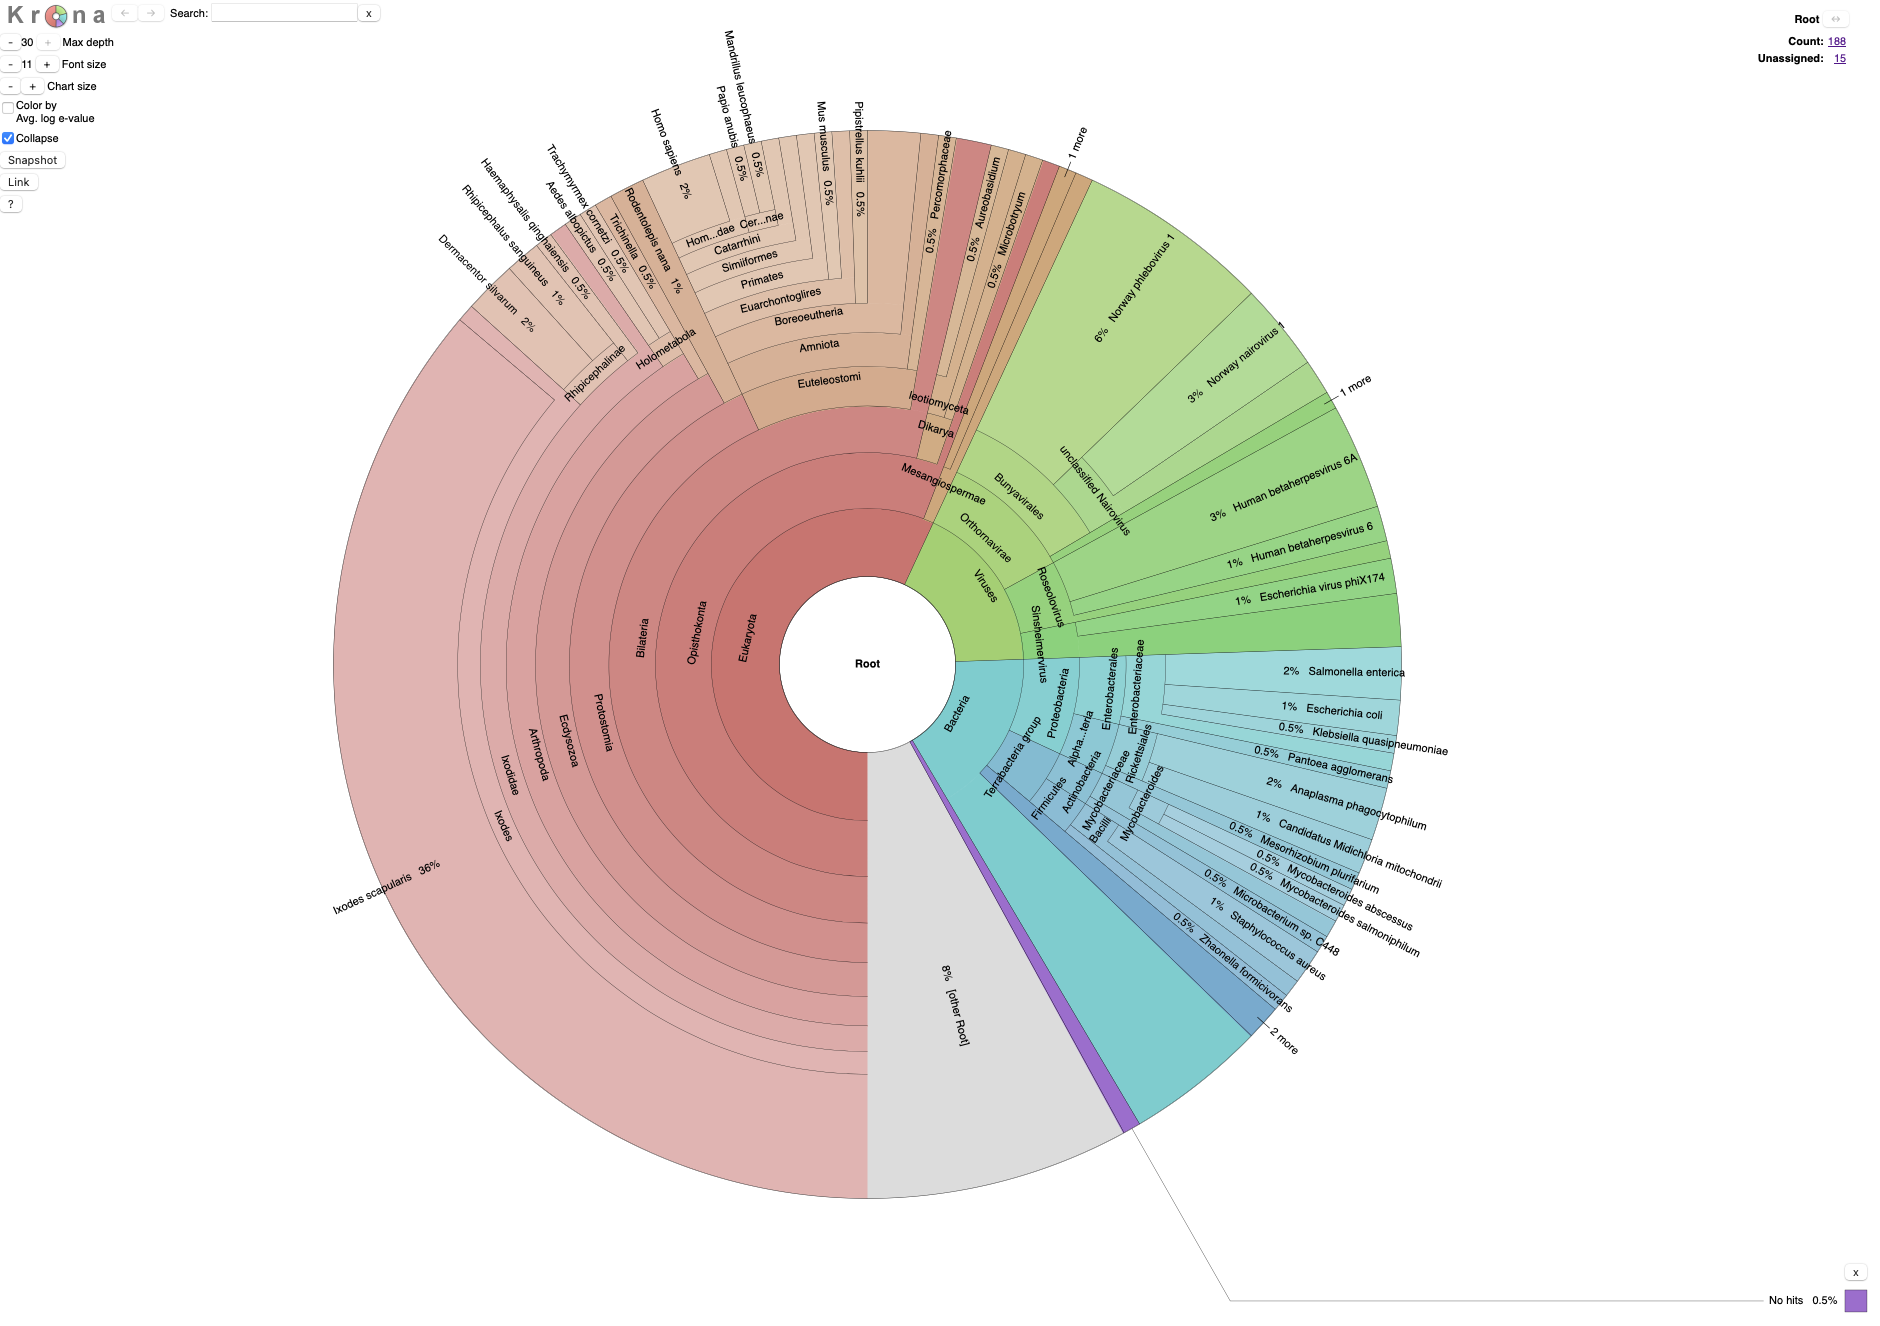 Krona
←
→
Search:
x
Root
↔
- 30 + Max depth
Count: 188
- 11 + Font size
Unassigned: 15
- + Chart size
Color by
Avg. log e-value
Collapse
Snapshot
Link
?
Mandrillus leucophaeus 0.5%
Papio anubis 0.5%
Homo sapiens 2%
Mus musculus 0.5%
Pipistrellus kuhlii 0.5%
0.5% Percomorphaceae
0.5% Aureobasidium
0.5% Microbotryum
1 more
Trachymyrmex cornetzi 0.5%
Aedes albopictus 0.5%
Haemaphysalis qinghaiensis 0.5%
Rhipicephalus sanguineus 1%
Dermacentor silvarum 2%
Trichinella 0.5%
Rodentolepis nana 1%
Hom...dae
Cer...nae
Catarrhini
Simiiformes
Primates
Euarchontoglires
Boreoeutheria
Amniota
Euteleostomi
Holometabola
Rhipicephalinae
leotiomyceta
Dikarya
Mesangiospermae
6% Norway phlebovirus 1
3% Norway nairovirus 1
1 more
unclassified Nairovirus
Bunyavirales
Orthornavirae
Viruses
3% Human betaherpesvirus 6A
1% Human betaherpesvirus 6
1% Escherichia virus phiX174
Roseolovirus
Sinsheimervirus
Bilateria
Opisthokonta
Eukaryota
Root
Protostomia
Ecdysozoa
Arthropoda
Ixodidae
Ixodes
Ixodes scapularis 36%
Bacteria
Proteobacteria
Enterobacterales
Enterobacteriaceae
2% Salmonella enterica
1% Escherichia coli
0.5% Klebsiella quasipneumoniae
0.5% Pantoea agglomerans
Terrabacteria group
Alpha...teria
Rickettsiales
2% Anaplasma phagocytophilum
1% Candidatus Midichloria mitochondrii
0.5% Mesorhizobium plurifarium
Firmicutes
Actinobacteria
Mycobacteriaceae
Mycobacteroides
0.5% Mycobacteroides abscessus
0.5% Mycobacteroides salmoniphilum
0.5% Microbacterium sp. C448
Bacilli
1% Staphylococcus aureus
0.5% Zhaonella formicivorans
2 more
8% [other Root]
x
No hits 0.5%